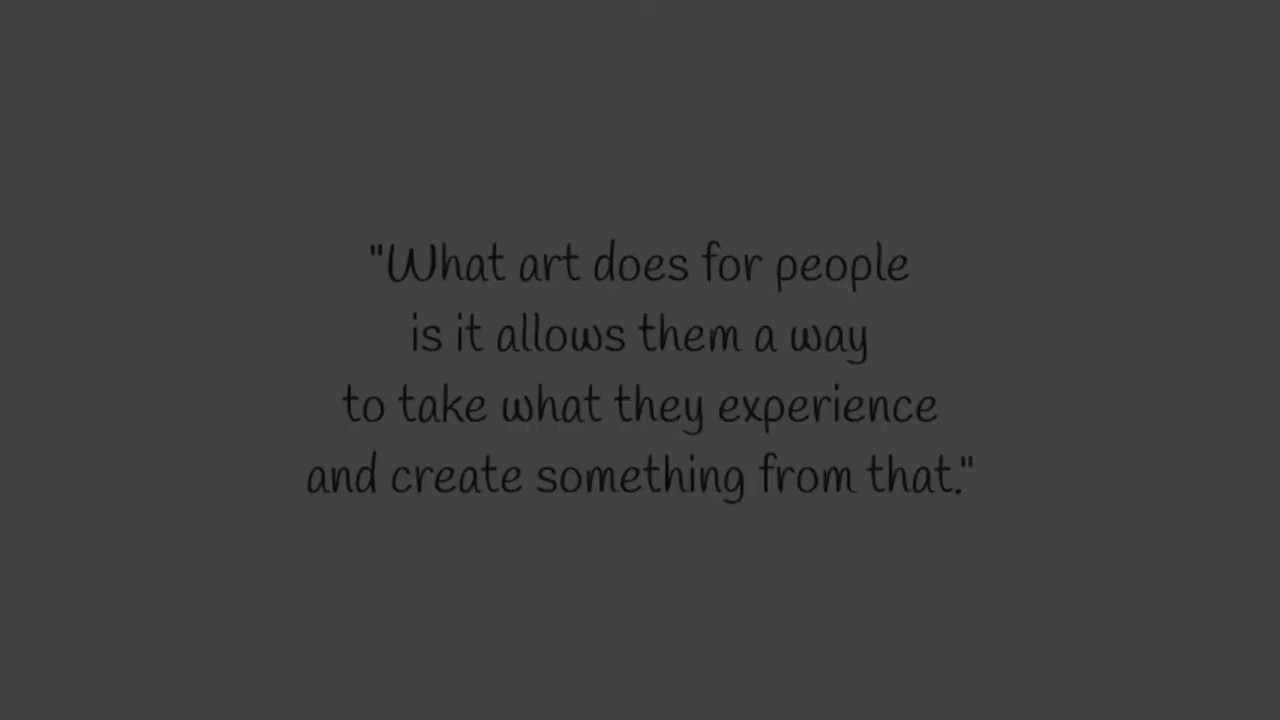 "What art does for people
is it allows them a way
to take what they experience
and create something from that."